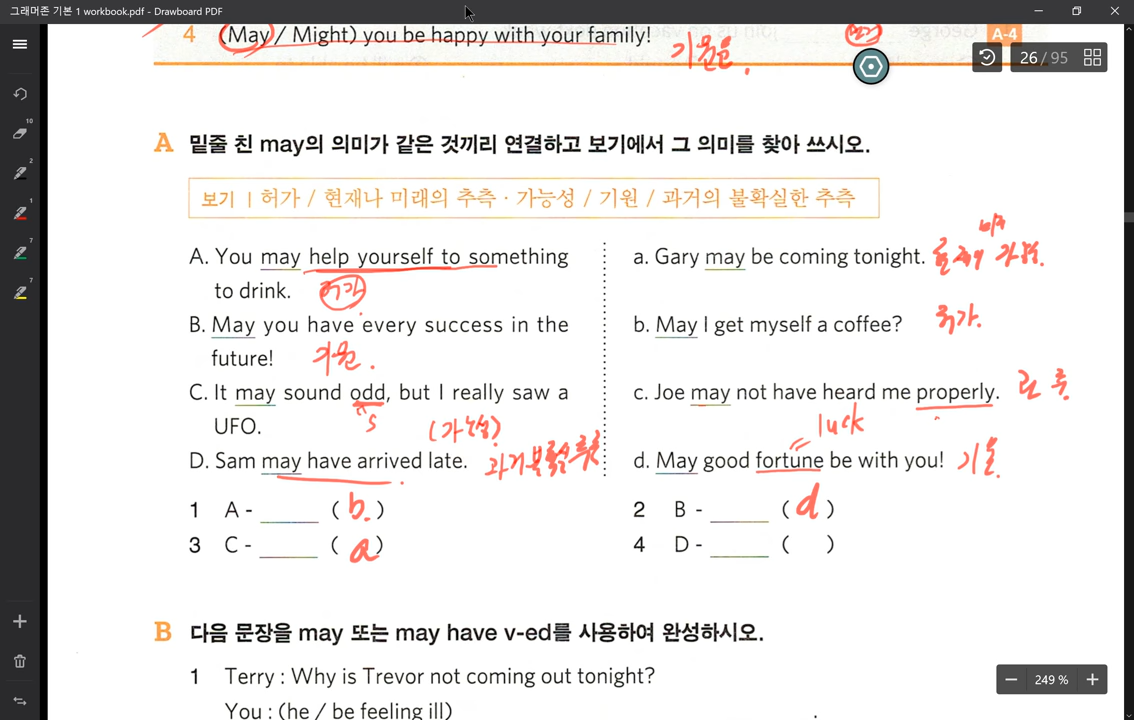 그래머존 기본 1 workbook.pdf - Drawboard PDF
4 (May / Might) you be happy with your family!
기원
A-4
26 / 95
10
2
1
7
7
A 밑줄 친 may의 의미가 같은 것끼리 연결하고 보기에서 그 의미를 찾아 쓰시오.
보기 | 허가 / 현재나 미래의 추측 · 가능성 / 기원 / 과거의 불확실한 추측
A. You may help yourself to something
to drink. 허가
B. May you have every success in the
future! 기원.
C. It may sound odd, but I really saw a
UFO.
S
(가능성)
D. Sam may have arrived late.
a. Gary may be coming tonight.
b. May I get myself a coffee? 허가.
c. Joe may not have heard me properly.
luck
d. May good fortune be with you! 기원
1 A - ______ ( b. )
2 B - ______ ( d )
3 C - ______ ( a )
4 D - ______ ( )
B 다음 문장을 may 또는 may have v-ed를 사용하여 완성하시오.
1 Terry : Why is Trevor not coming out tonight?
You : (he / be feeling ill)
249 %